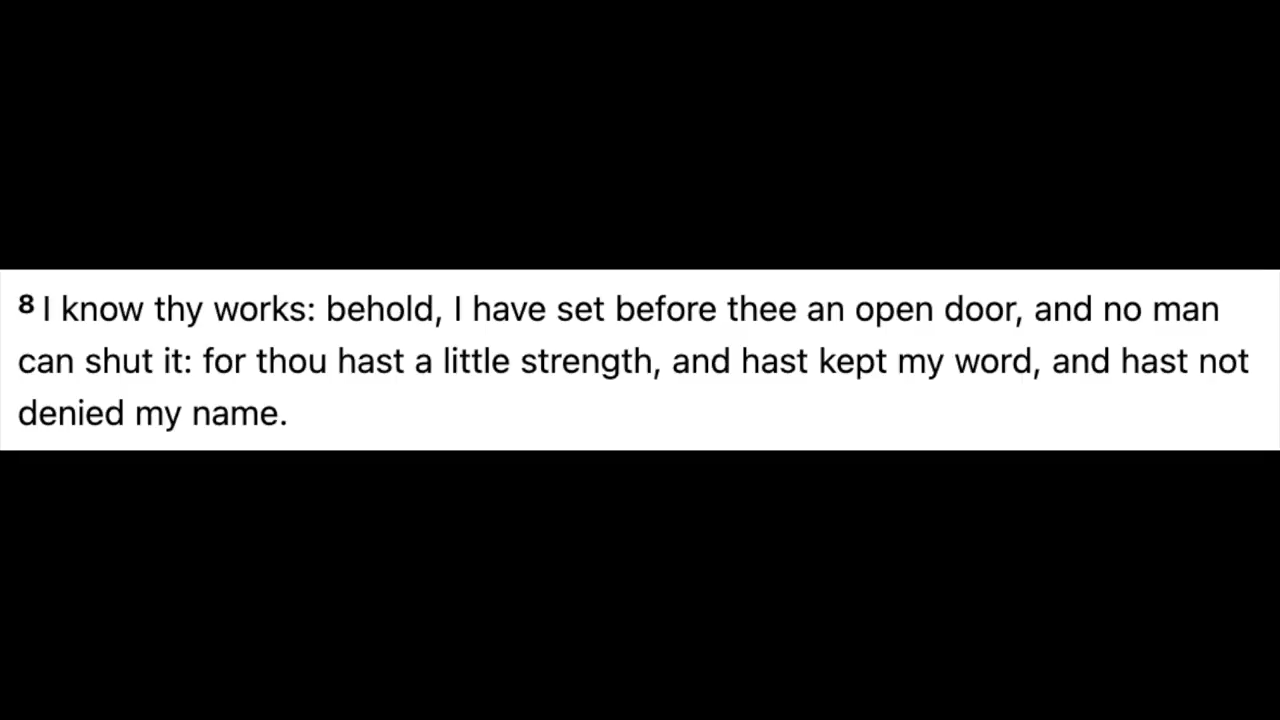 8 I know thy works: behold, I have set before thee an open door, and no man
can shut it: for thou hast a little strength, and hast kept my word, and hast not
denied my name.